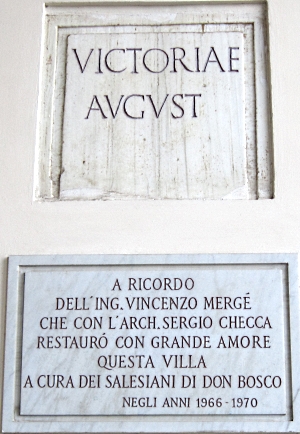 VICTORIAE
AVGVST
A RICORDO
DELL'ING. VINCENZO MERGÉ
CHE CON L'ARCH. SERGIO CHECCA
RESTAURÓ CON GRANDE AMORE
QUESTA VILLA
A CURA DEI SALESIANI DI DON BOSCO
NEGLI ANNI 1966-1970